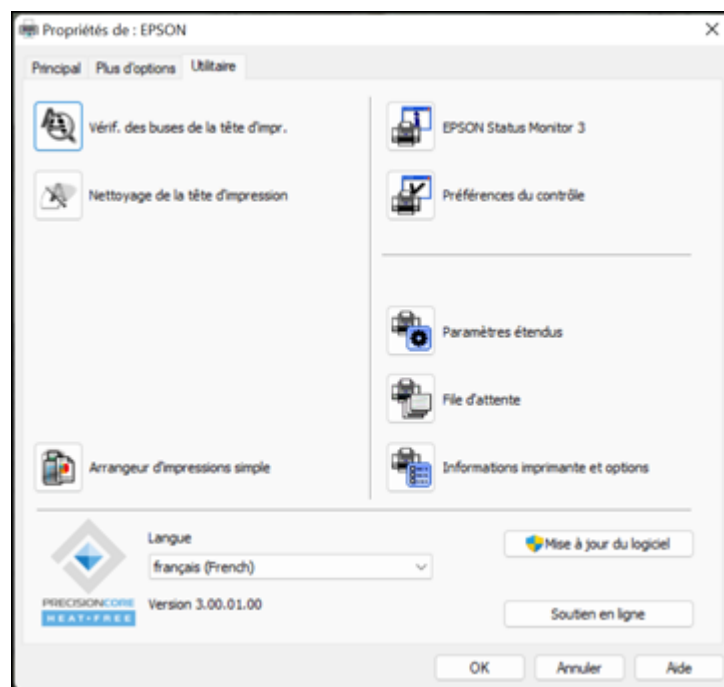 Propriétés de : EPSON
Principal Plus d'options Utilitaire
Vérif. des buses de la tête d'impr.
Nettoyage de la tête d'impression
Arrangeur d'impressions simple
EPSON Status Monitor 3
Préférences du contrôle
Paramètres étendus
File d'attente
Informations imprimante et options
Langue
français (French)
Version 3.00.01.00
PRECISIONCORE
HEAT-FREE
Mise à jour du logiciel
Soutien en ligne
OK Annuler Aide